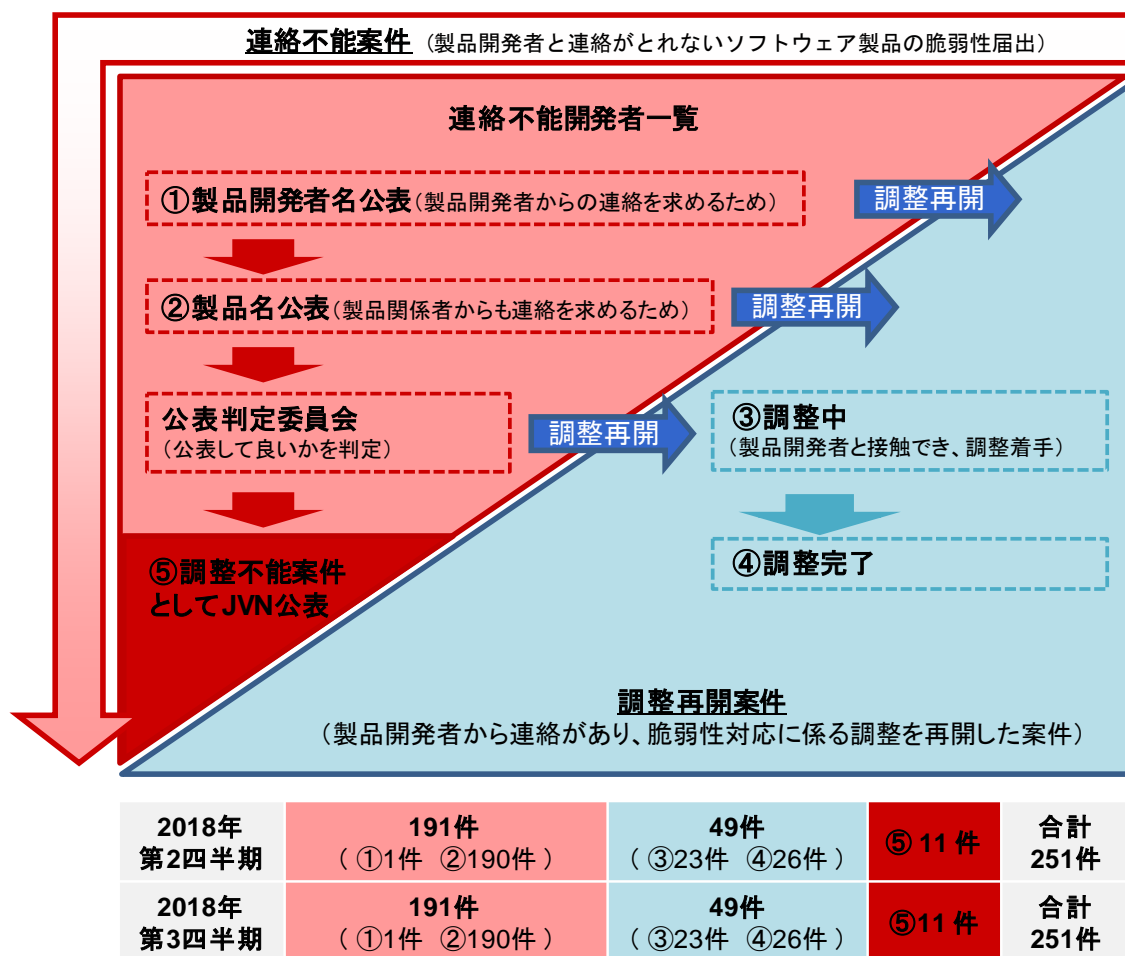 連絡不能案件（製品開発者と連絡がとれないソフトウェア製品の脆弱性届出）
連絡不能開発者一覧
①製品開発者名公表（製品開発者からの連絡を求めるため）
調整再開
②製品名公表（製品関係者からも連絡を求めるため）
調整再開
公表判定委員会
（公表して良いかを判定）
調整再開
③調整中
（製品開発者と接触でき、調整着手）
④調整完了
⑤調整不能案件
としてJVN公表
調整再開案件
（製品開発者から連絡があり、脆弱性対応に係る調整を再開した案件）
2018年
第2四半期
191件
（ ①1件 ②190件 ）
49件
（ ③23件 ④26件 ）
⑤ 11 件
合計
251件
2018年
第3四半期
191件
（ ①1件 ②190件 ）
49件
（ ③23件 ④26件 ）
⑤11 件
合計
251件